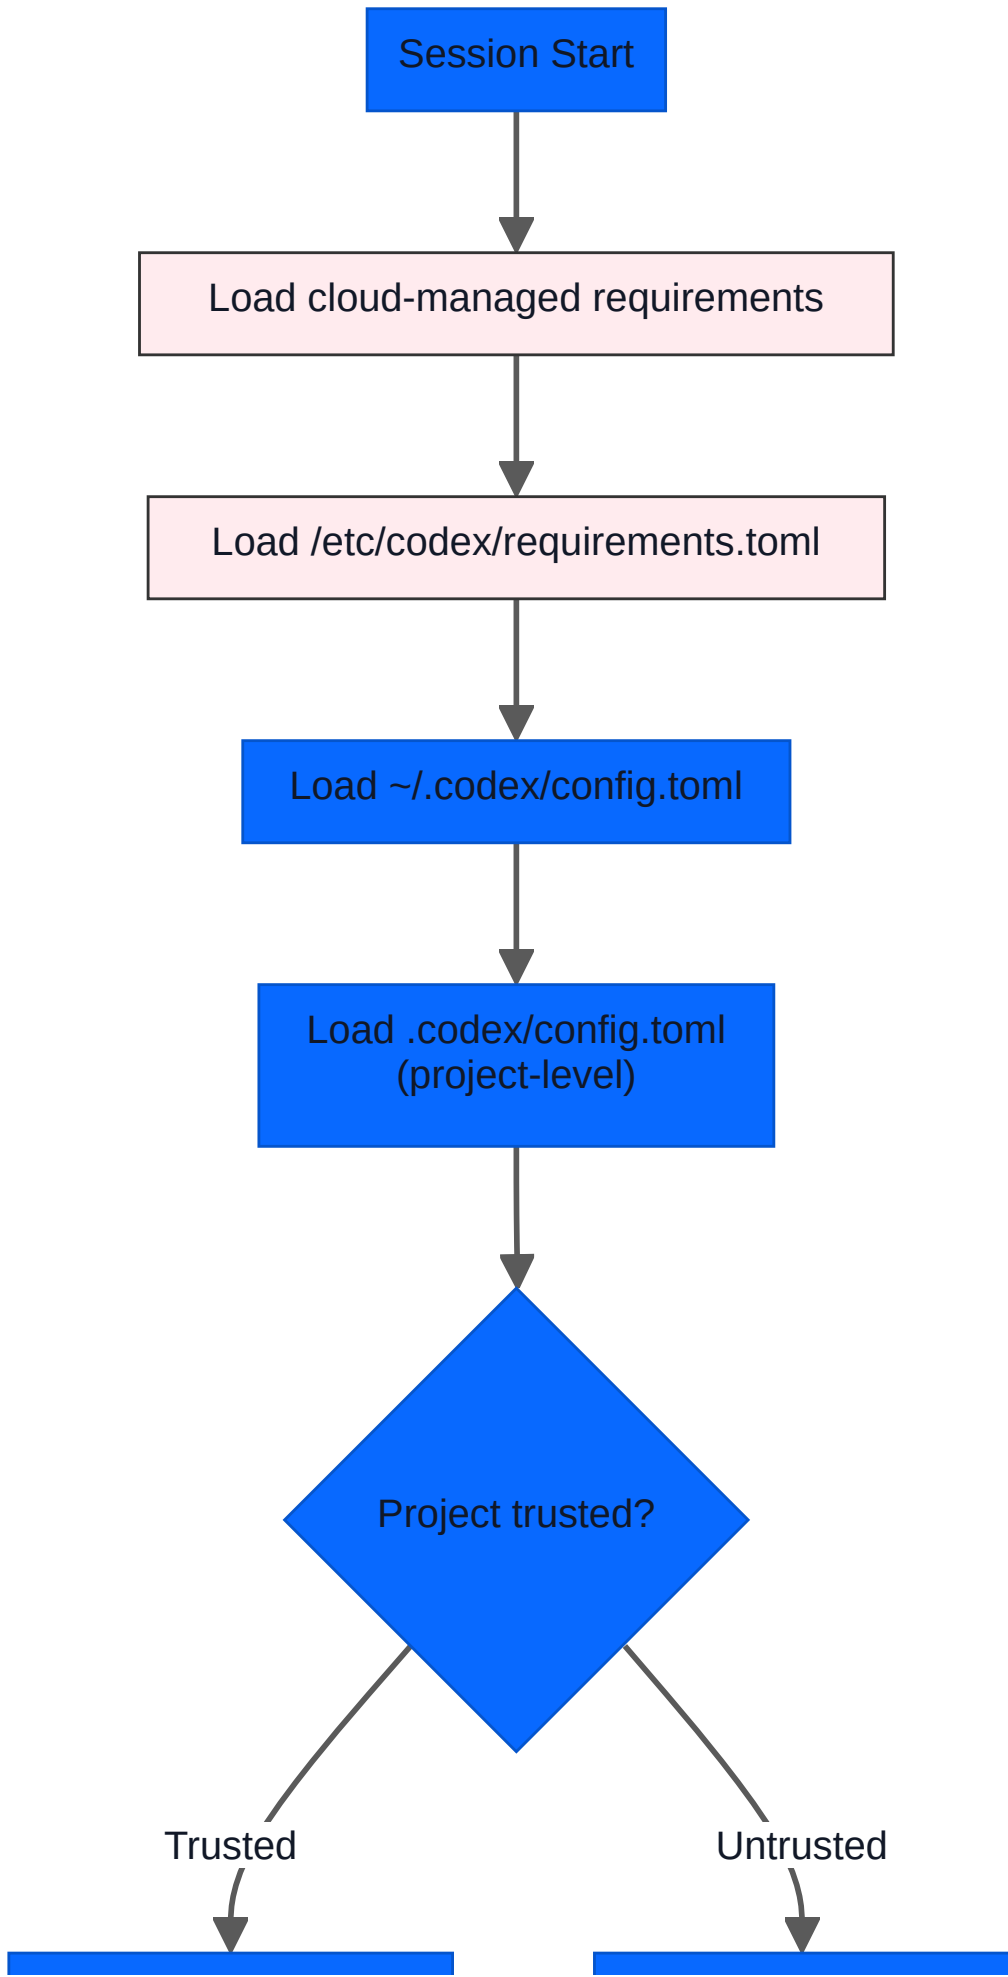 Session Start
Load cloud-managed requirements
Load /etc/codex/requirements.toml
Load ~/.codex/config.toml
Load .codex/config.toml
(project-level)
Project trusted?
Trusted
Untrusted